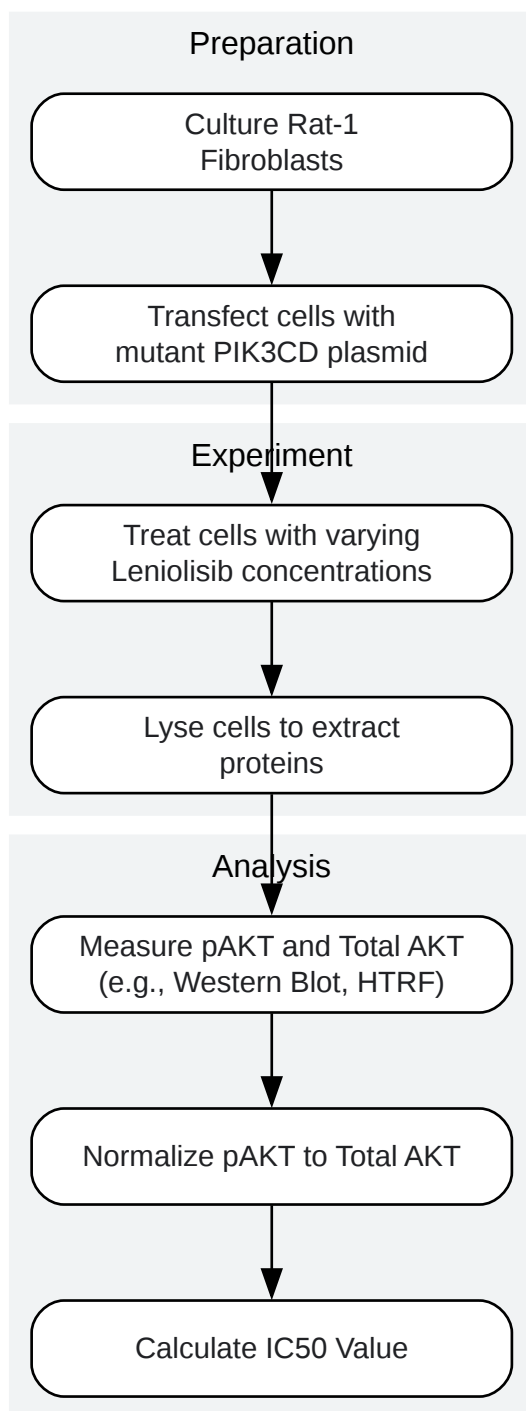 Preparation
Culture Rat-1
Fibroblasts
Transfect cells with
mutant PIK3CD plasmid
Experiment
Treat cells with varying
Leniolisib concentrations
Lyse cells to extract
proteins
Analysis
Measure pAKT and Total AKT
(e.g., Western Blot, HTRF)
Normalize pAKT to Total AKT
Calculate IC50 Value